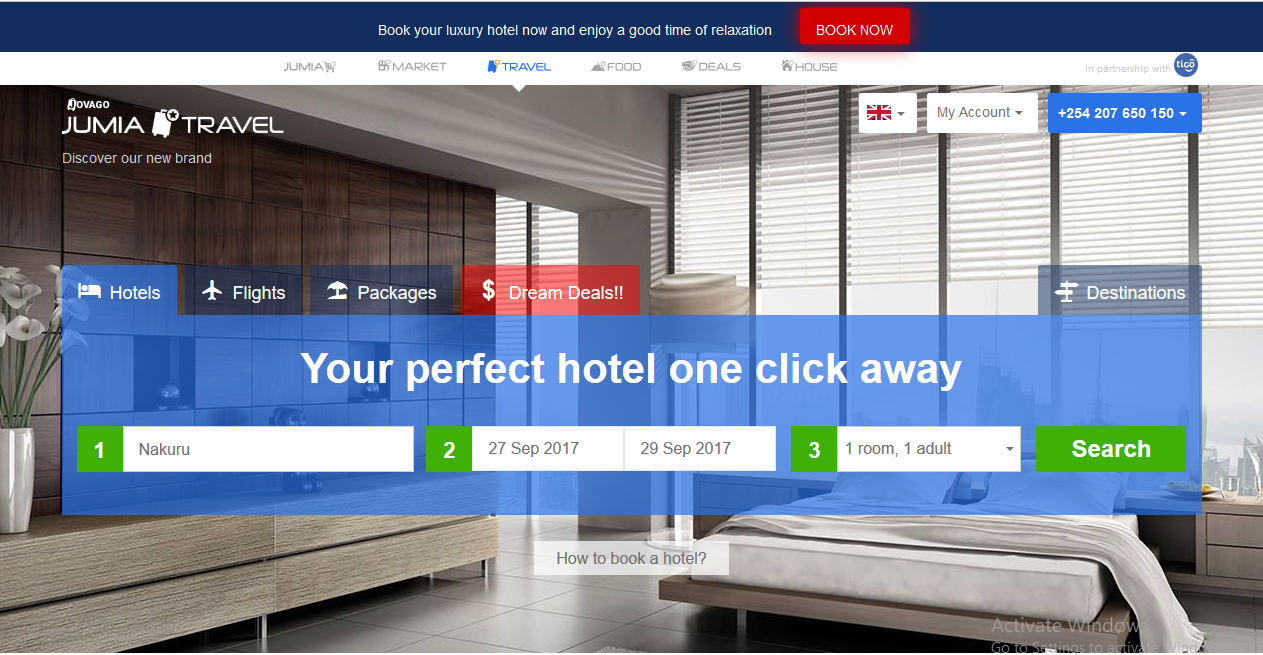 Book your luxury hotel now and enjoy a good time of relaxation
BOOK NOW
JUMIA
MARKET
TRAVEL
FOOD
DEALS
HOUSE
In partnership with tigo
JOVAGO
JUMIA TRAVEL
Discover our new brand
My Account
+254 207 650 150
Hotels
Flights
Packages
$ Dream Deals!!
Destinations
Your perfect hotel one click away
1 Nakuru
2 27 Sep 2017 29 Sep 2017
3 1 room, 1 adult
Search
How to book a hotel?
Activate Window
Go to Settings to activate Windows